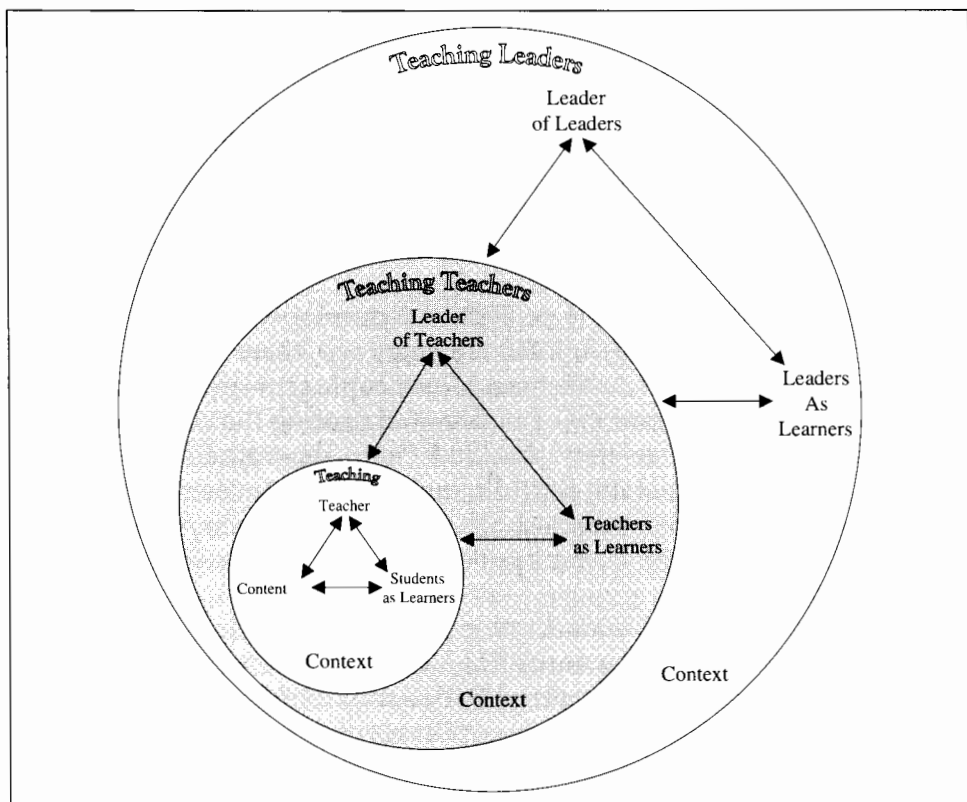 Teaching Leaders
Leader
of Leaders
Teaching Teachers
Leader
of Teachers
Leaders
As
Learners
Teaching
Teacher
Teachers
as Learners
Content
Students
as Learners
Context
Context
Context